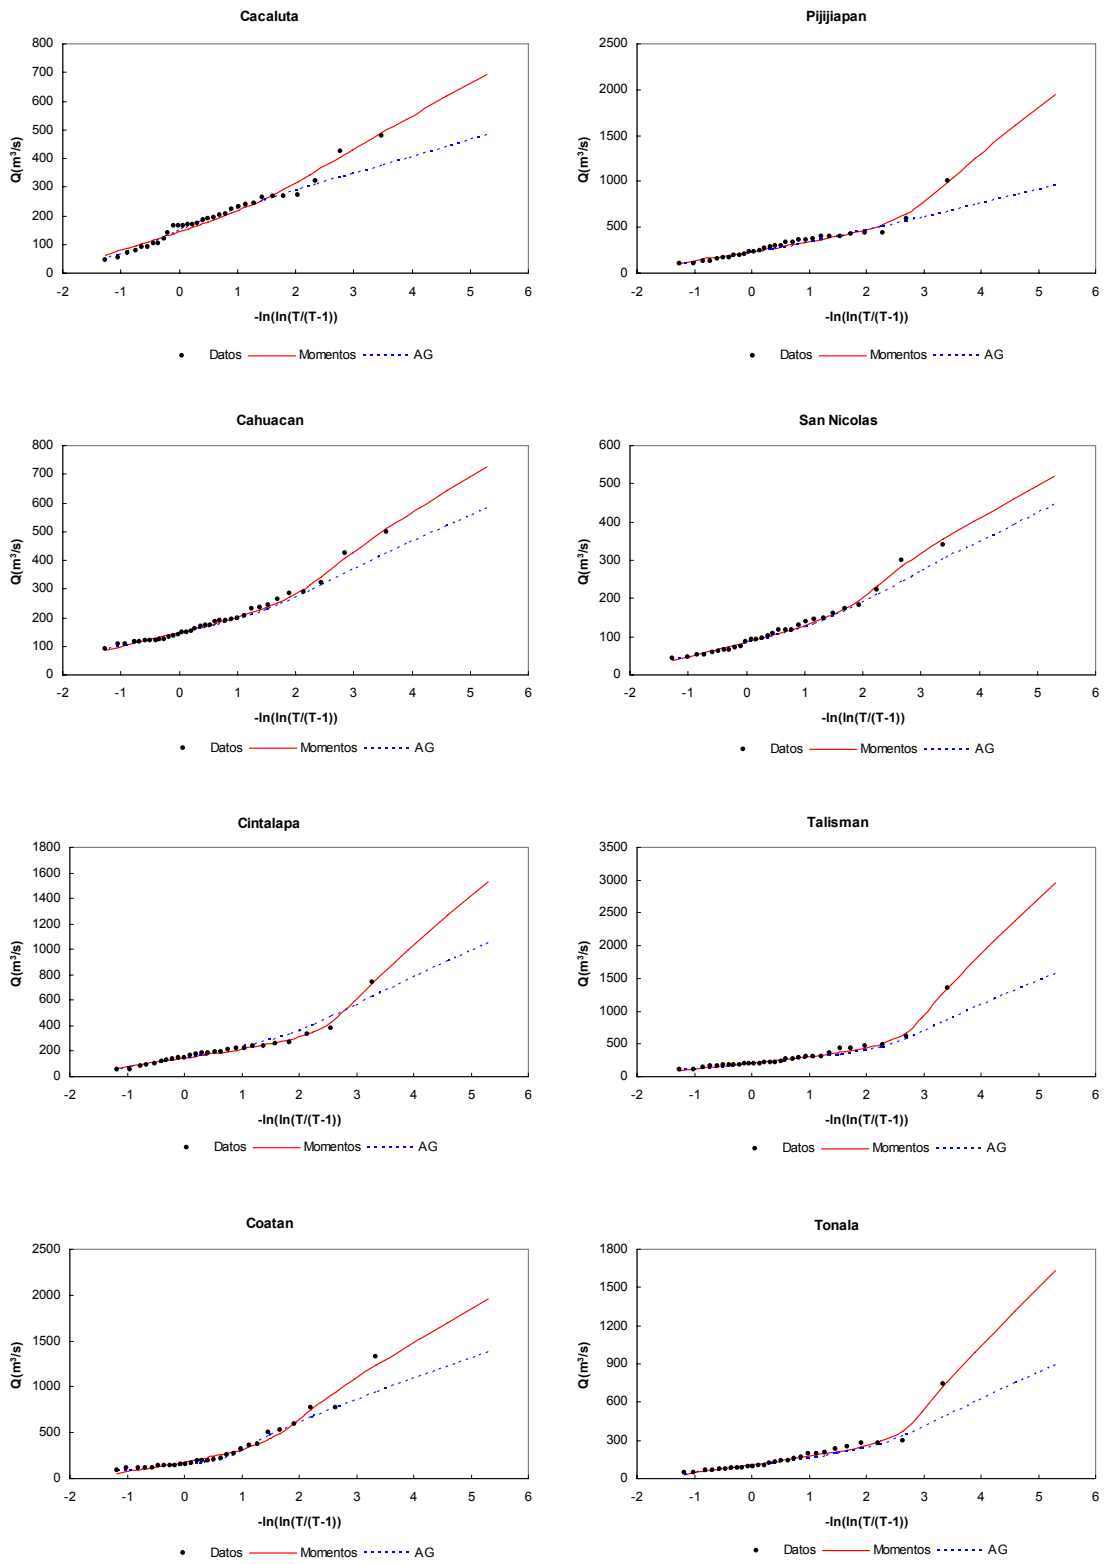 Cacaluta
800
700
600
500
400
300
200
100
0
Q(m³/s)
-2 -1 0 1 2 3 4 5 6
-ln(ln(T/(T-1))
Datos Momentos AG
Pijijiapan
2500
2000
1500
1000
500
0
Q(m³/s)
-2 -1 0 1 2 3 4 5 6
-ln(ln(T/(T-1))
Datos Momentos AG
Cahuacan
800
700
600
500
400
300
200
100
0
Q(m³/s)
-2 -1 0 1 2 3 4 5 6
-ln(ln(T/(T-1))
Datos Momentos AG
San Nicolas
600
500
400
300
200
100
0
Q(m³/s)
-2 -1 0 1 2 3 4 5 6
-ln(ln(T/(T-1))
Datos Momentos AG
Cintalapa
1800
1600
1400
1200
1000
800
600
400
200
0
Q(m³/s)
-2 -1 0 1 2 3 4 5 6
-ln(ln(T/(T-1))
Datos Momentos AG
Talisman
3500
3000
2500
2000
1500
1000
500
0
Q(m³/s)
-2 -1 0 1 2 3 4 5 6
-ln(ln(T/(T-1))
Datos Momentos AG
Coatan
2500
2000
1500
1000
500
0
Q(m³/s)
-2 -1 0 1 2 3 4 5 6
-ln(ln(T/(T-1))
Datos Momentos AG
Tonala
1800
1500
1200
900
600
300
0
Q(m³/s)
-2 -1 0 1 2 3 4 5 6
-ln(ln(T/(T-1))
Datos Momentos AG